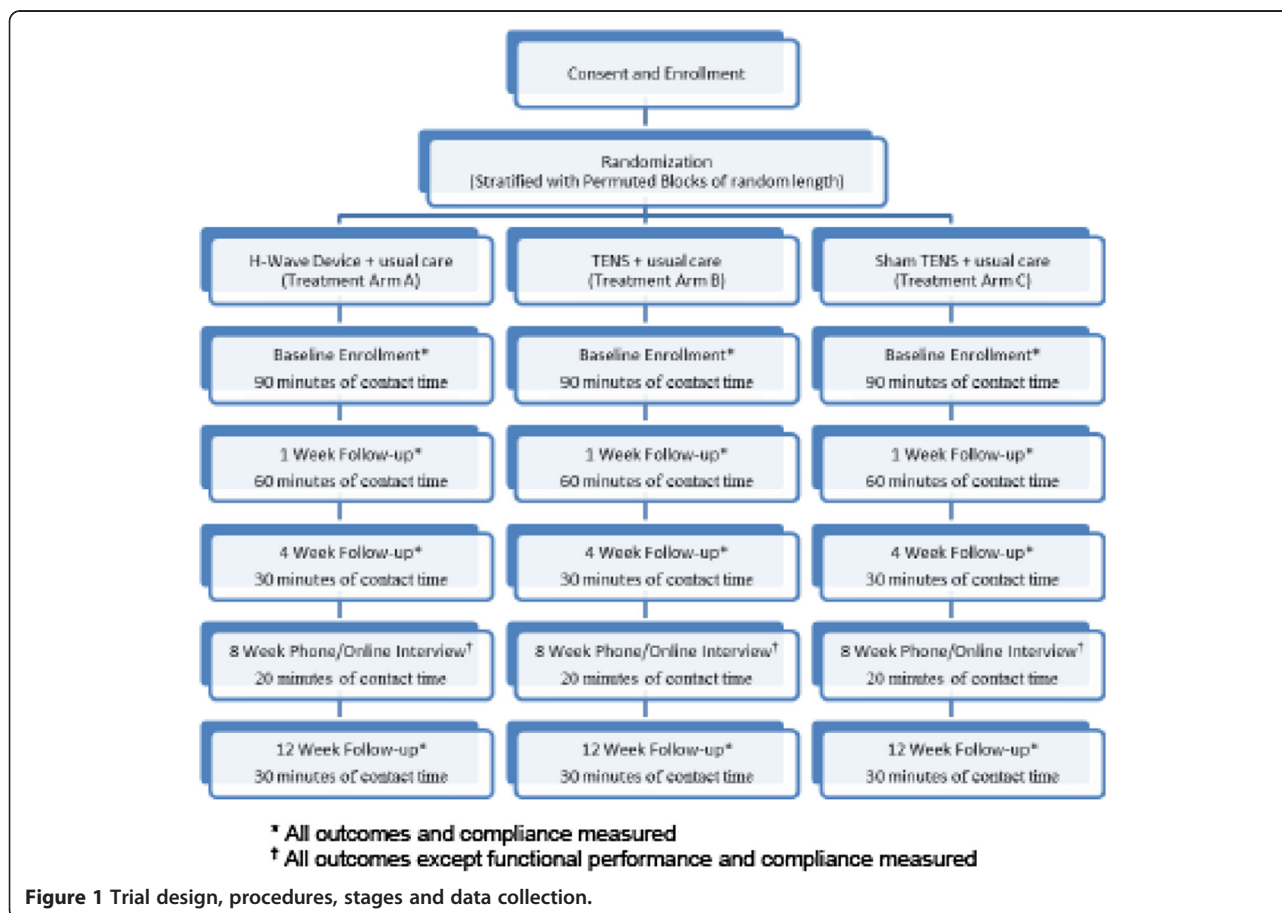 Consent and Enrollment
Randomization
(Stratified with Permuted Blocks of random length)
H-Wave Device + usual care
(Treatment Arm A)
TENS + usual care
(Treatment Arm B)
Sham TENS + usual care
(Treatment Arm C)
Baseline Enrollment*
90 minutes of contact time
Baseline Enrollment*
90 minutes of contact time
Baseline Enrollment*
90 minutes of contact time
1 Week Follow-up*
60 minutes of contact time
1 Week Follow-up*
60 minutes of contact time
1 Week Follow-up*
60 minutes of contact time
4 Week Follow-up*
30 minutes of contact time
4 Week Follow-up*
30 minutes of contact time
4 Week Follow-up*
30 minutes of contact time
8 Week Phone/Online Interview†
20 minutes of contact time
8 Week Phone/Online Interview†
20 minutes of contact time
8 Week Phone/Online Interview†
20 minutes of contact time
12 Week Follow-up*
30 minutes of contact time
12 Week Follow-up*
30 minutes of contact time
12 Week Follow-up*
30 minutes of contact time
* All outcomes and compliance measured
† All outcomes except functional performance and compliance measured
Figure 1 Trial design, procedures, stages and data collection.